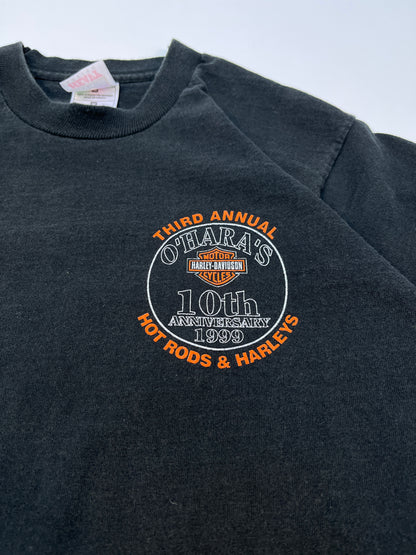 THIRD ANNUAL
O'HARA'S
MOTOR
HARLEY-DAVIDSON
CYCLES
10th
ANNIVERSARY
1999
HOT RODS & HARLEYS